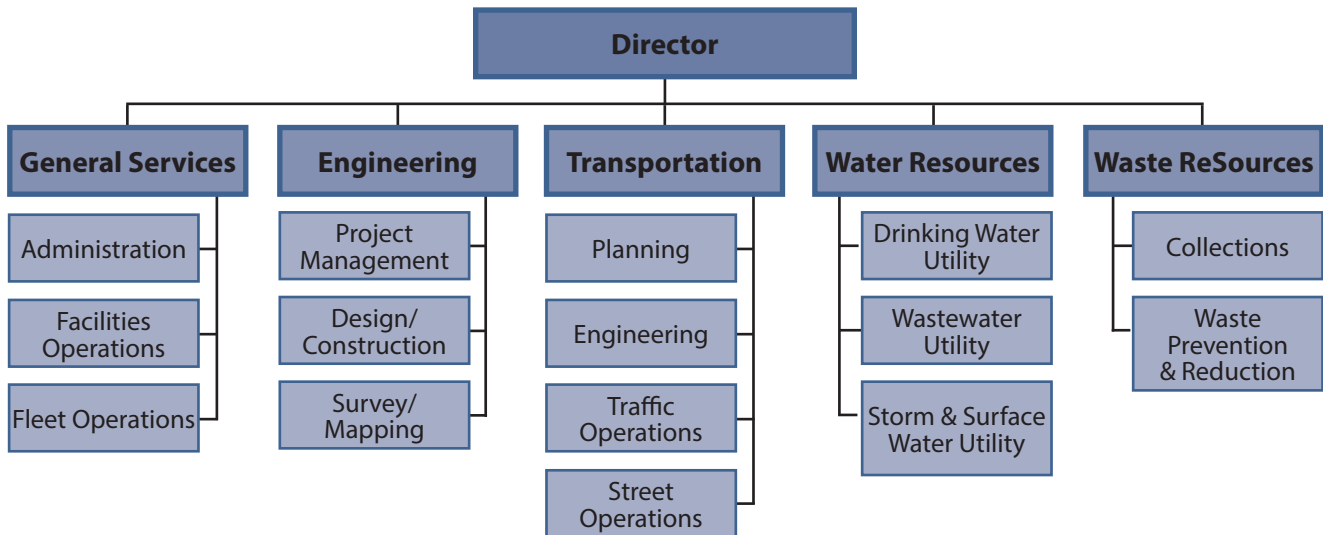 Director
General Services
Engineering
Transportation
Water Resources
Waste ReSources
Administration
Facilities
Operations
Fleet Operations
Project
Management
Design/
Construction
Survey/
Mapping
Planning
Engineering
Traffic
Operations
Street
Operations
Drinking Water
Utility
Wastewater
Utility
Storm & Surface
Water Utility
Collections
Waste
Prevention
& Reduction